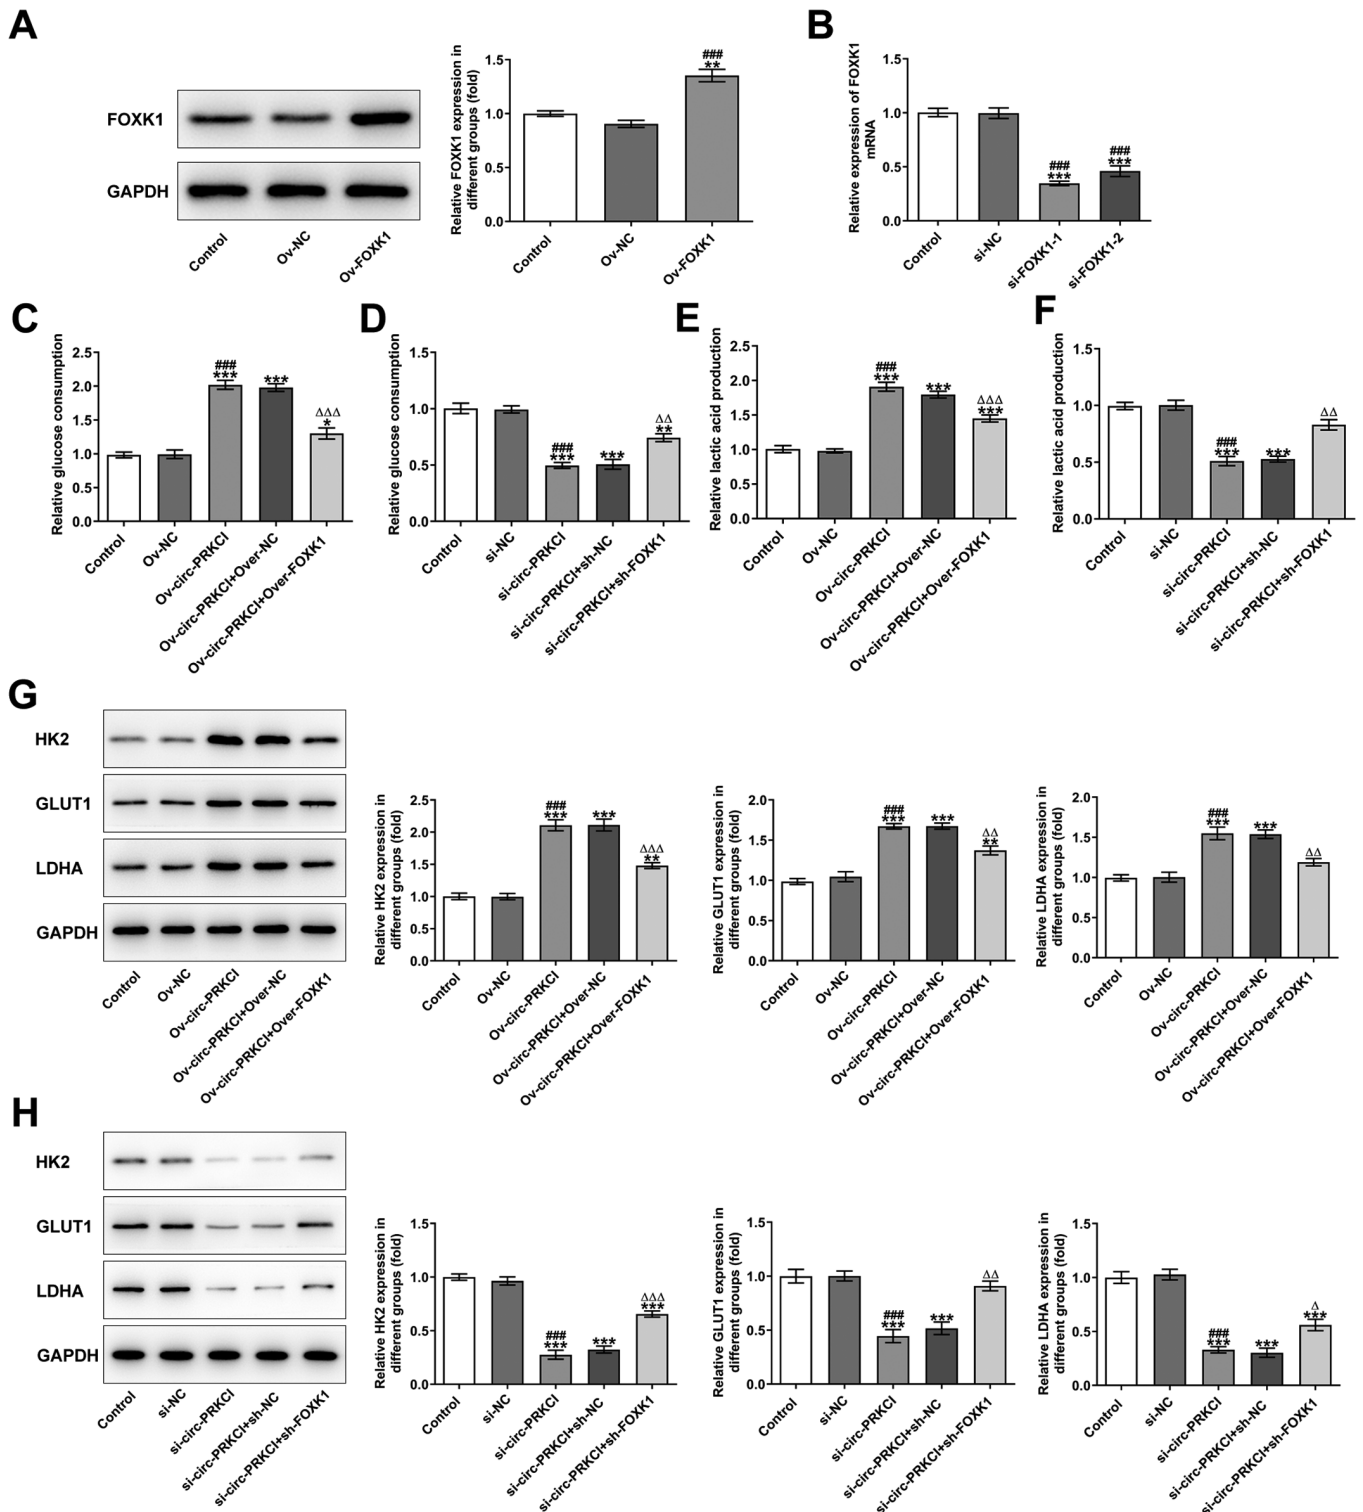 A
FOXK1
GAPDH
Control
Ov-NC
Ov-FOXK1
Relative FOXK1 expression in
different groups (fold)
1.5
1.0
0.5
0.0
###
**
Control
Ov-NC
Ov-FOXK1
B
Relative expression of FOXK1
mRNA
1.5
1.0
0.5
0.0
###
***
###
***
Control
si-NC
si-FOXK1-1
si-FOXK1-2
C
Relative glucose consumption
2.5
2.0
1.5
1.0
0.5
0.0
###
***
***
ΔΔΔ
*
Control
Ov-NC
Ov-circ-PRKCI
Ov-circ-PRKCI+Over-NC
Ov-circ-PRKCI+Over-FOXK1
D
Relative glucose consumption
1.5
1.0
0.5
0.0
###
***
***
ΔΔ
**
Control
si-NC
si-circ-PRKCI
si-circ-PRKCI+sh-NC
si-circ-PRKCI+sh-FOXK1
E
Relative lactic acid production
2.5
2.0
1.5
1.0
0.5
0.0
###
***
***
ΔΔΔ
***
Control
Ov-NC
Ov-circ-PRKCI
Ov-circ-PRKCI+Over-NC
Ov-circ-PRKCI+Over-FOXK1
F
Relative lactic acid production
1.5
1.0
0.5
0.0
###
***
***
ΔΔ
Control
si-NC
si-circ-PRKCI
si-circ-PRKCI+sh-NC
si-circ-PRKCI+sh-FOXK1
G
HK2
GLUT1
LDHA
GAPDH
Control
Ov-NC
Ov-circ-PRKCI
Ov-circ-PRKCI+Over-NC
Ov-circ-PRKCI+Over-FOXK1
Relative HK2 expression in
different groups (fold)
2.5
2.0
1.5
1.0
0.5
0.0
###
***
***
ΔΔΔ
**
Control
Ov-NC
Ov-circ-PRKCI
Ov-circ-PRKCI+Over-NC
Ov-circ-PRKCI+Over-FOXK1
Relative GLUT1 expression in
different groups (fold)
2.0
1.5
1.0
0.5
0.0
###
***
***
ΔΔ
**
Control
Ov-NC
Ov-circ-PRKCI
Ov-circ-PRKCI+Over-NC
Ov-circ-PRKCI+Over-FOXK1
Relative LDHA expression in
different groups (fold)
2.0
1.5
1.0
0.5
0.0
###
***
***
ΔΔ
Control
Ov-NC
Ov-circ-PRKCI
Ov-circ-PRKCI+Over-NC
Ov-circ-PRKCI+Over-FOXK1
H
HK2
GLUT1
LDHA
GAPDH
Control
si-NC
si-circ-PRKCI
si-circ-PRKCI+sh-NC
si-circ-PRKCI+sh-FOXK1
Relative HK2 expression in
different groups (fold)
1.5
1.0
0.5
0.0
###
***
***
ΔΔΔ
***
Control
si-NC
si-circ-PRKCI
si-circ-PRKCI+sh-NC
si-circ-PRKCI+sh-FOXK1
Relative GLUT1 expression in
different groups (fold)
1.5
1.0
0.5
0.0
###
***
***
ΔΔ
Control
si-NC
si-circ-PRKCI
si-circ-PRKCI+sh-NC
si-circ-PRKCI+sh-FOXK1
Relative LDHA expression in
different groups (fold)
1.5
1.0
0.5
0.0
###
***
***
Δ
***
Control
si-NC
si-circ-PRKCI
si-circ-PRKCI+sh-NC
si-circ-PRKCI+sh-FOXK1